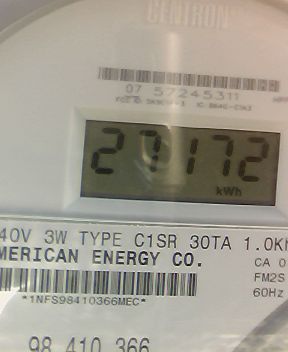 CENTRON
07 57245311
27172
kWh
40V 3W TYPE C1SR 30TA 1.0K
MERICAN ENERGY CO.
CA 0
FM2S
60Hz
*1NFS98410366MEC*
98 410 366